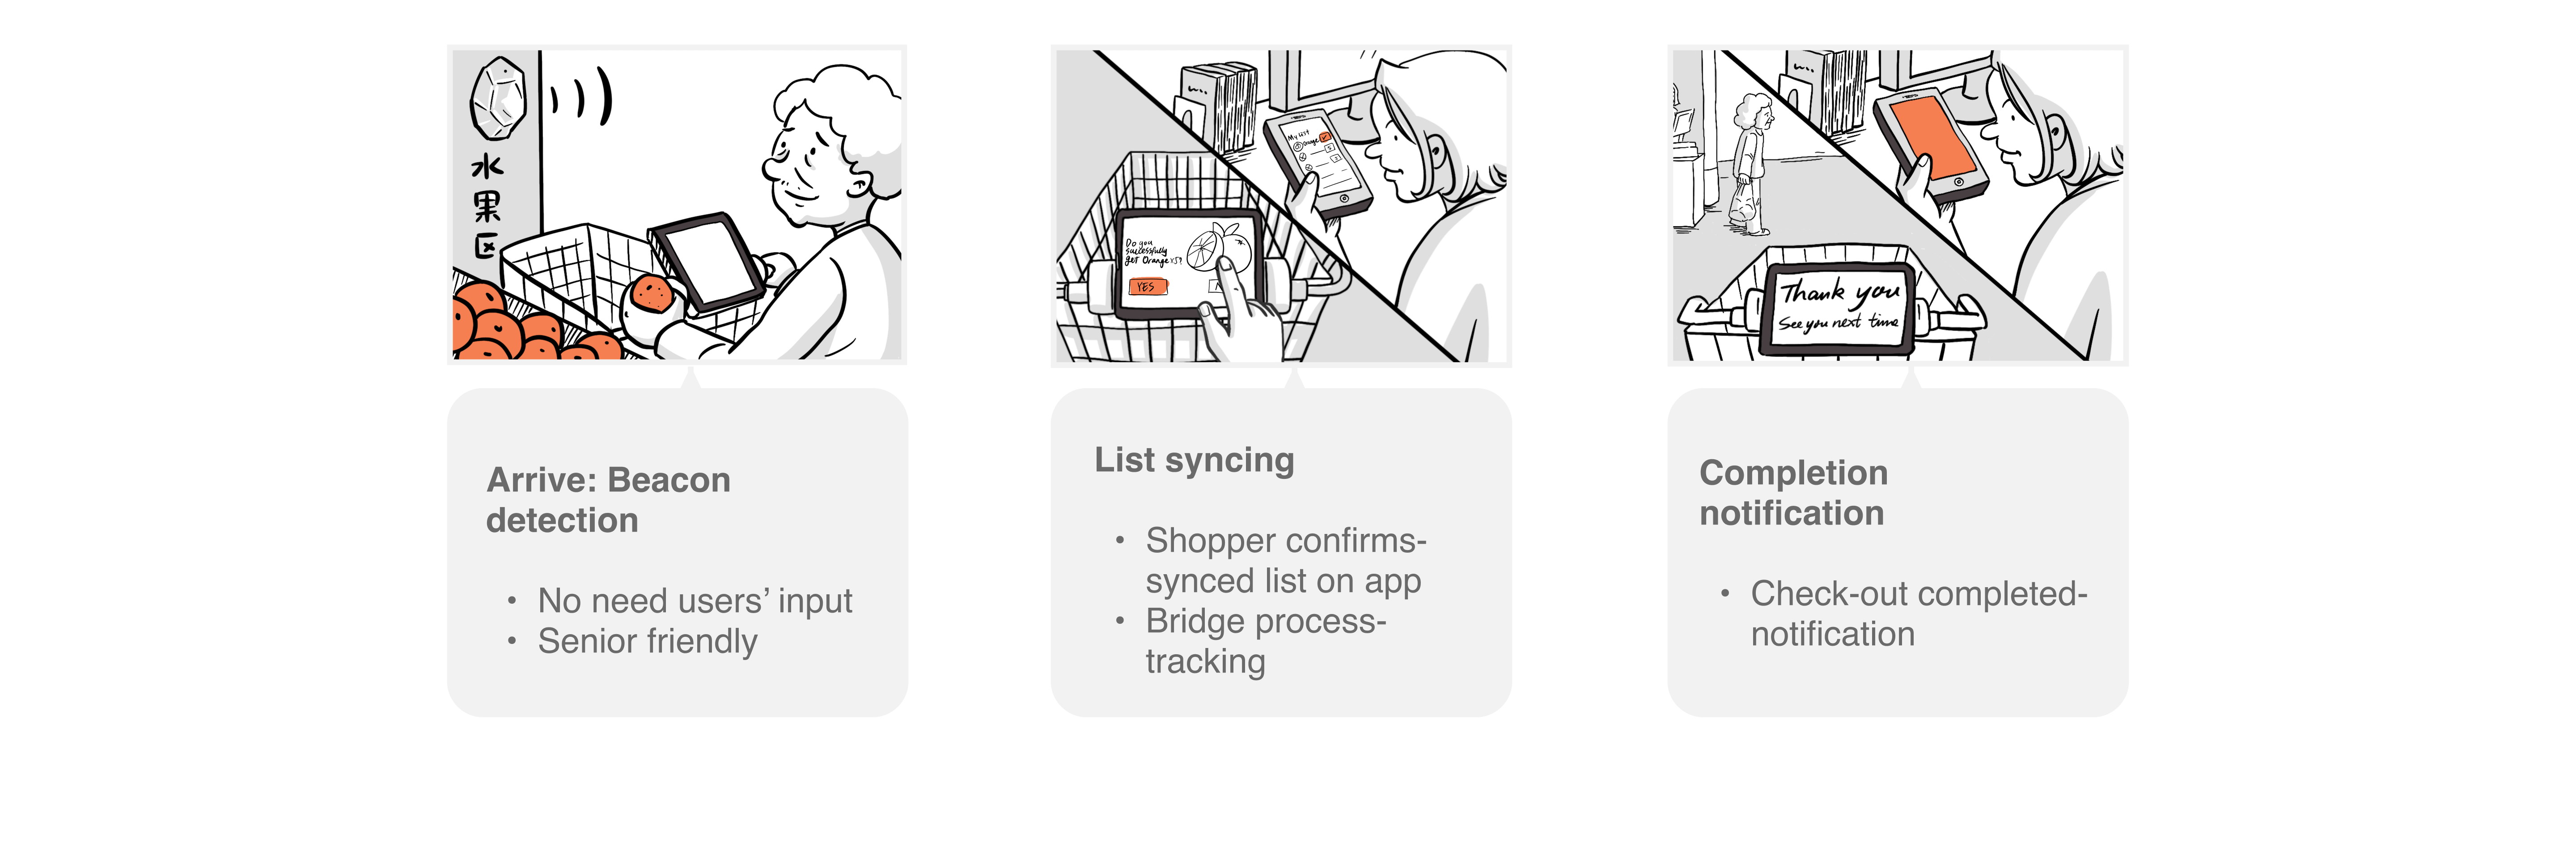 水
果
区
Do you
successfully
get Oranges?
YES
My List
Orange
Thank you
See you next time
Arrive: Beacon
detection
• No need users’ input
• Senior friendly
List syncing
• Shopper confirms-
synced list on app
• Bridge process-
tracking
Completion
notification
• Check-out completed-
notification